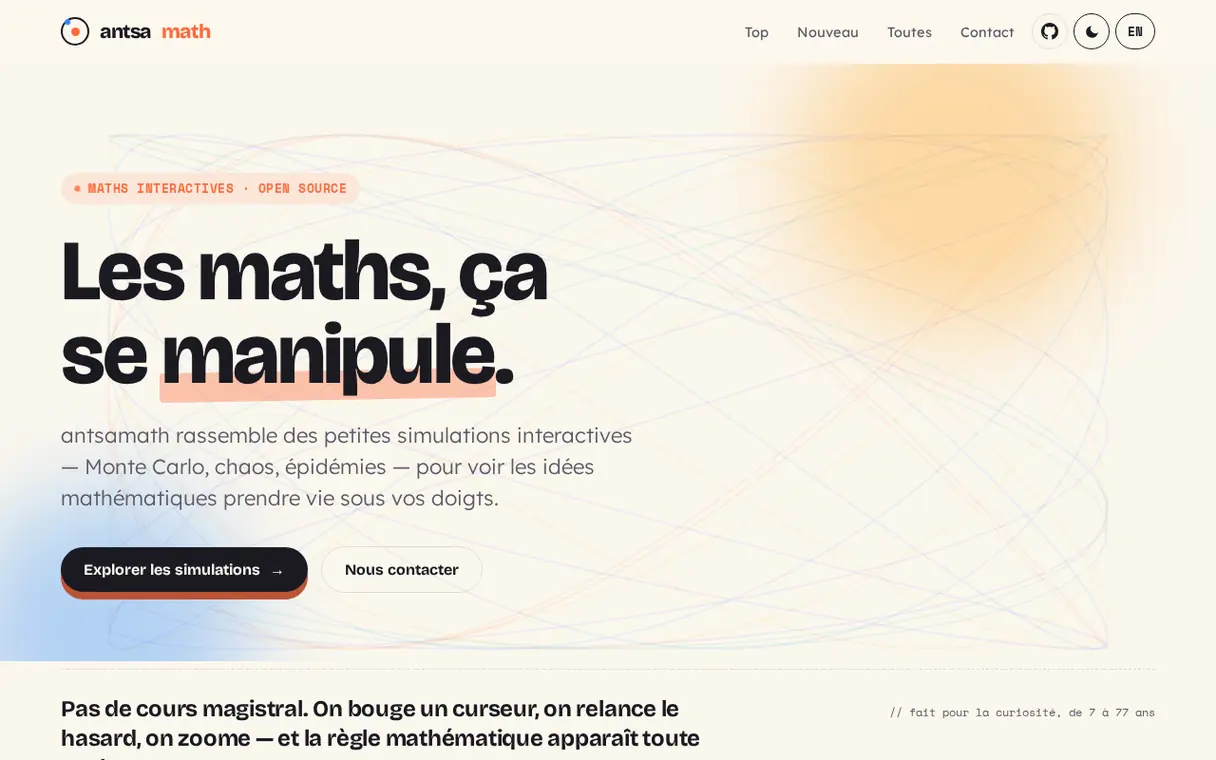 antsa math
Top Nouveau Toutes Contact EN
MATHS INTERACTIVES · OPEN SOURCE
Les maths, ça
se manipule.
antsamath rassemble des petites simulations interactives
— Monte Carlo, chaos, épidémies — pour voir les idées
mathématiques prendre vie sous vos doigts.
Explorer les simulations →
Nous contacter
Pas de cours magistral. On bouge un curseur, on relance le
hasard, on zoome — et la règle mathématique apparaît toute
// fait pour la curiosité, de 7 à 77 ans